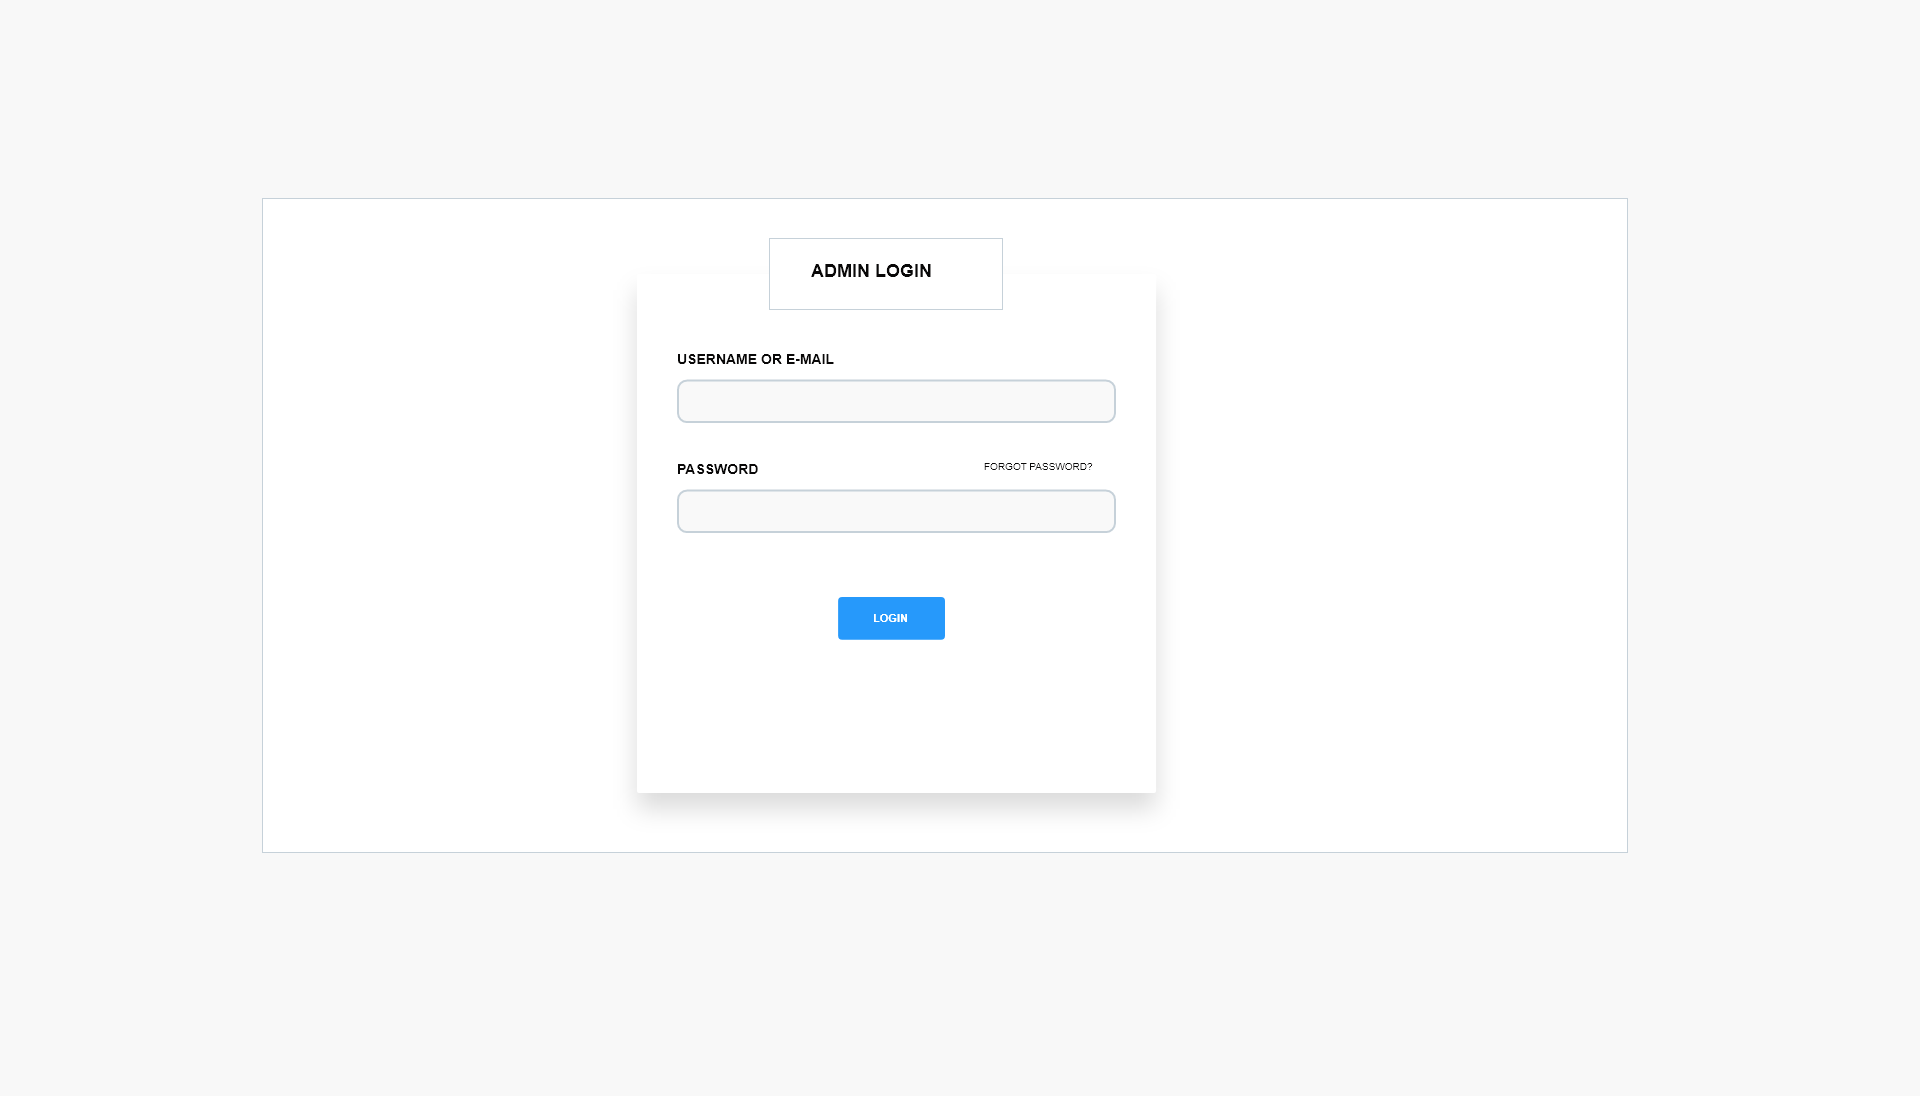 ADMIN LOGIN
USERNAME OR E-MAIL
PASSWORD
FORGOT PASSWORD?
LOGIN